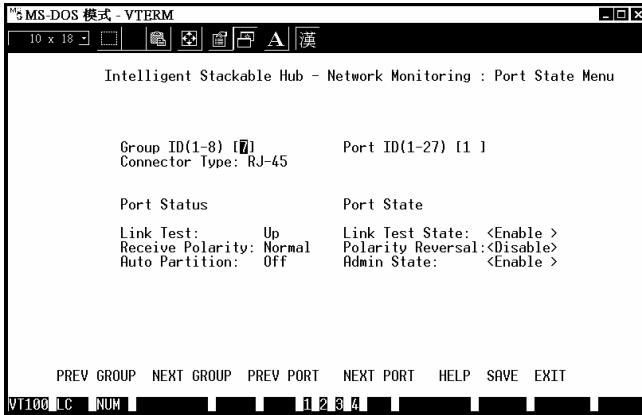 MS-DOS 模式 - VTERM
10 x 18 A 漢
Intelligent Stackable Hub - Network Monitoring : Port State Menu
Group ID(1-8) [7] Port ID(1-27) [1 ]
Connector Type: RJ-45
Port Status Port State
Link Test: Up Link Test State: <Enable >
Receive Polarity: Normal Polarity Reversal:<Disable>
Auto Partition: Off Admin State: <Enable >
PREV GROUP NEXT GROUP PREV PORT NEXT PORT HELP SAVE EXIT
VT100 LC NUM 1 2 3 4